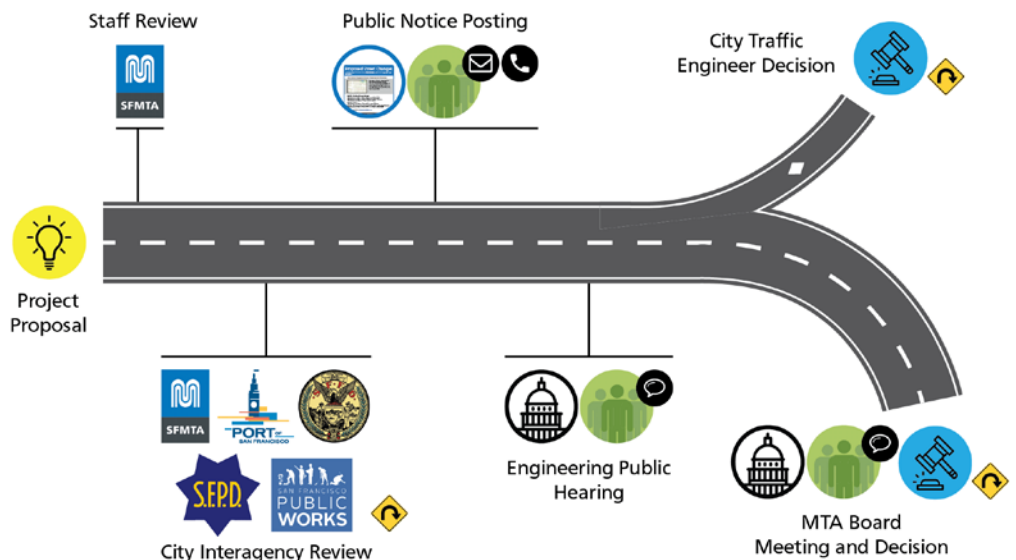 Staff Review
SFMTA
Public Notice Posting
City Traffic
Engineer Decision
Project
Proposal
SFMTA
PORT OF
SAN FRANCISCO
S.F.P.D.
SAN FRANCISCO
PUBLIC
WORKS
City Interagency Review
Engineering Public
Hearing
MTA Board
Meeting and Decision